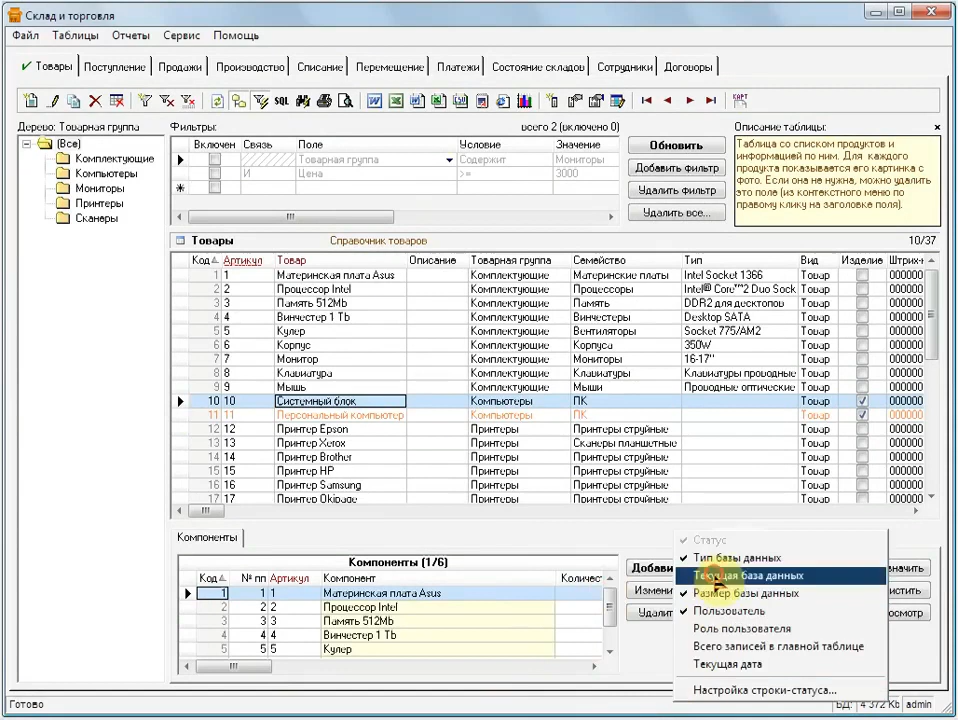 Склад и торговля
Файл Таблицы Отчеты Сервис Помощь
Товары Поступление Продажи Производство Списание Перемещение Платежи Состояние складов Сотрудники Договоры
SQL
Дерево: Товарная группа
(Все)
Комплектующие
Компьютеры
Мониторы
Принтеры
Сканеры
Фильтры: всего 2 (включено 0)
Включен Связь Поле Условие Значение
Товарная группа Содержит Мониторы
И Цена >= 3000
Обновить
Добавить фильтр
Удалить фильтр
Удалить все...
Описание таблицы: ×
Таблица со списком продуктов и
информацией по ним. Для каждого
продукта показывается его картинка с
фото. Если она не нужна, можно удалить
это поле (из контекстного меню по
правому клику на заголовке поля).
Товары Справочник товаров 10/37
Код Артикул Товар Описание Товарная группа Семейство Тип Вид Изделие Штрих-к
1 1 Материнская плата Asus Комплектующие Материнские платы Intel Socket 1366 Товар 000000
2 2 Процессор Intel Комплектующие Процессоры Intel® Core™2 Duo Sock Товар 000000
3 3 Память 512Mb Комплектующие Память DDR2 для десктопов Товар 000000
4 4 Винчестер 1 Tb Комплектующие Винчестеры Desktop SATA Товар 000000
5 5 Кулер Комплектующие Вентиляторы Socket 775/AM2 Товар 000000
6 6 Корпус Комплектующие Корпуса 350W Товар 000000
7 7 Монитор Комплектующие Мониторы 16-17" Товар 000000
8 8 Клавиатура Комплектующие Клавиатуры Клавиатуры проводные Товар 000000
9 9 Мышь Комплектующие Мыши Проводные оптические Товар 000000
10 10 Системный блок Компьютеры ПК Товар 000000
11 11 Персональный компьютер Компьютеры ПК Товар 000000
12 12 Принтер Epson Принтеры Принтеры струйные Товар 000000
13 13 Принтер Xerox Принтеры Сканеры планшетные Товар 000000
14 14 Принтер Brother Принтеры Принтеры струйные Товар 000000
15 15 Принтер HP Принтеры Принтеры струйные Товар 000000
16 16 Принтер Samsung Принтеры Принтеры струйные Товар 000000
17 17 Принтер Okipage Принтеры Принтеры струйные Товар 000000
Компоненты
Компоненты (1/6)
Код № пп Артикул Компонент Количес
1 1 1 Материнская плата Asus
2 2 2 Процессор Intel
3 3 3 Память 512Mb
4 4 4 Винчестер 1 Tb
5 5 5 Кулер
Добави
Измени
Удалит
начить
истить
осмотр
Статус
Тип базы данных
Текущая база данных
Размер базы данных
Пользователь
Роль пользователя
Всего записей в главной таблице
Текущая дата
Настройка строки-статуса...
Готово БД: 4 372 Kb admin